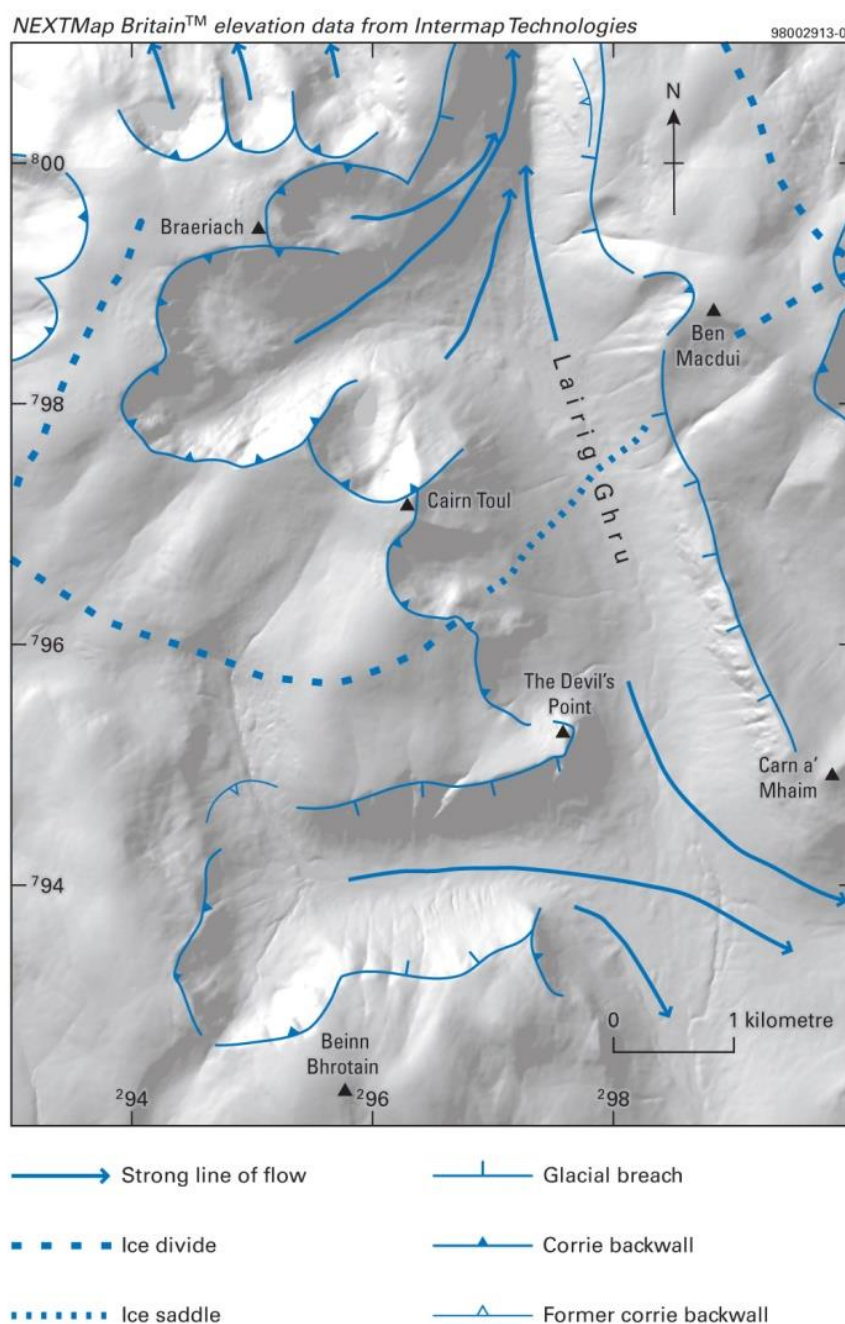 NEXTMap Britain™ elevation data from Intermap Technologies
98002913-0
N
⁸00
Braeriach
Ben
Macdui
Lairig Ghru
⁷98
Cairn Toul
⁷96
The Devil's
Point
Carn a'
Mhaim
⁷94
0 1 kilometre
Beinn
Bhrotain
²94 ²96 ²98
Strong line of flow Glacial breach
Ice divide Corrie backwall
Ice saddle Former corrie backwall